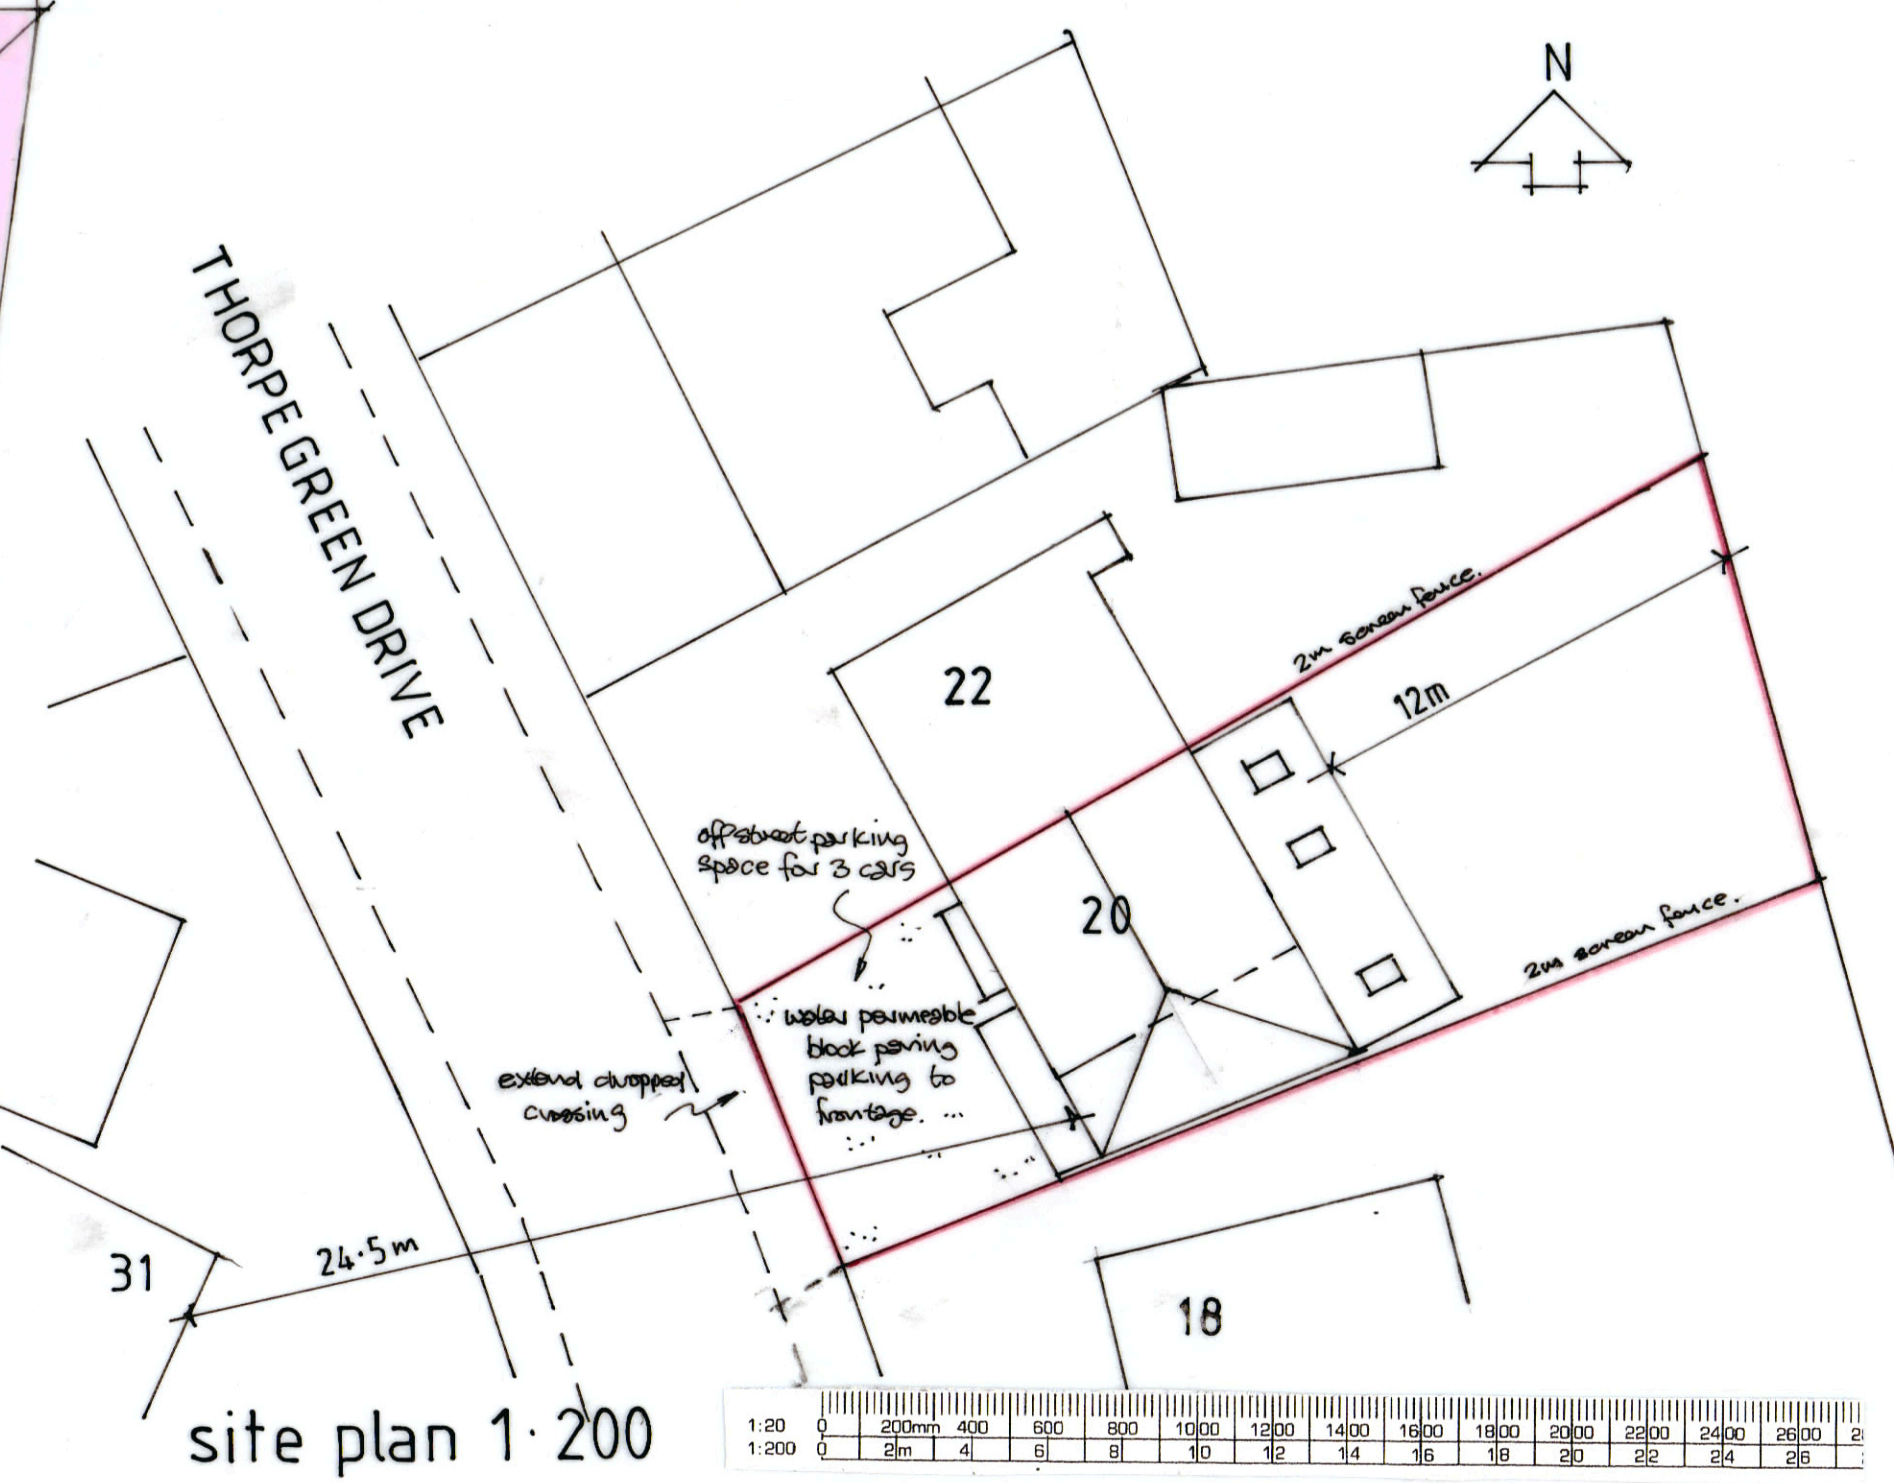 N
THORPE GREEN DRIVE
2m screen fence.
12m
22
off street parking
space for 3 cars
20
2m screen fence.
water permeable
block paving
parking to
frontage.
extend dropped
crossing
24.5m
31
18
site plan 1:200
1:20 0 200mm 400 600 800 1000 1200 1400 1600 1800 2000 2200 2400 2600 2
1:200 0 2m 4 6 8 10 12 14 16 18 20 22 24 26